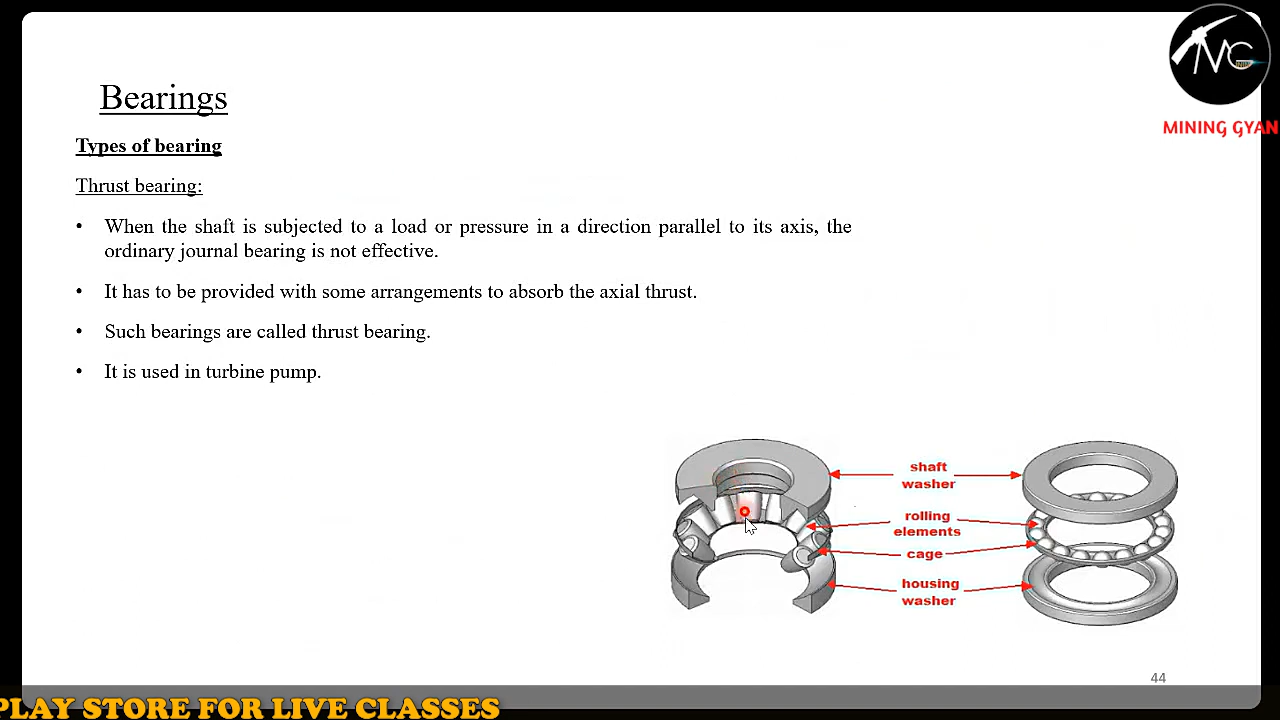 MG
MINING GYAN
Bearings
Types of bearing
Thrust bearing:
• When the shaft is subjected to a load or pressure in a direction parallel to its axis, the
ordinary journal bearing is not effective.
• It has to be provided with some arrangements to absorb the axial thrust.
• Such bearings are called thrust bearing.
• It is used in turbine pump.
shaft
washer
rolling
elements
cage
housing
washer
44
PLAY STORE FOR LIVE CLASSES